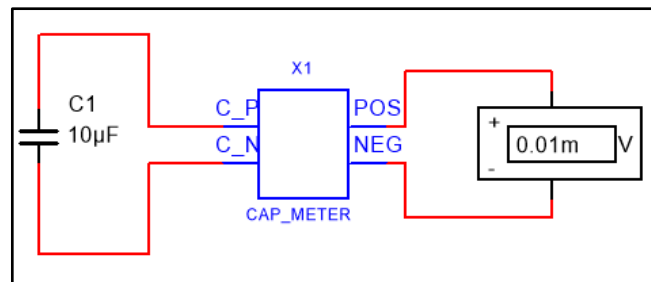 X1
C1
10µF
C_P
C_N
POS
NEG
+
0.01m
V
-
CAP_METER